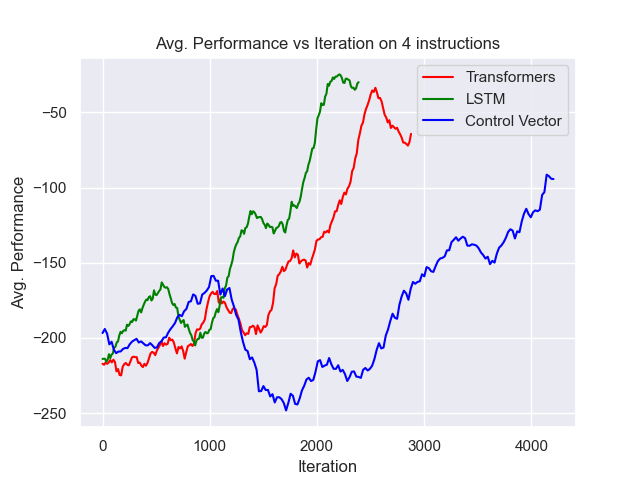 Avg. Performance vs Iteration on 4 instructions
Transformers
LSTM
Control Vector
Avg. Performance
−50
−100
−150
−200
−250
0 1000 2000 3000 4000
Iteration